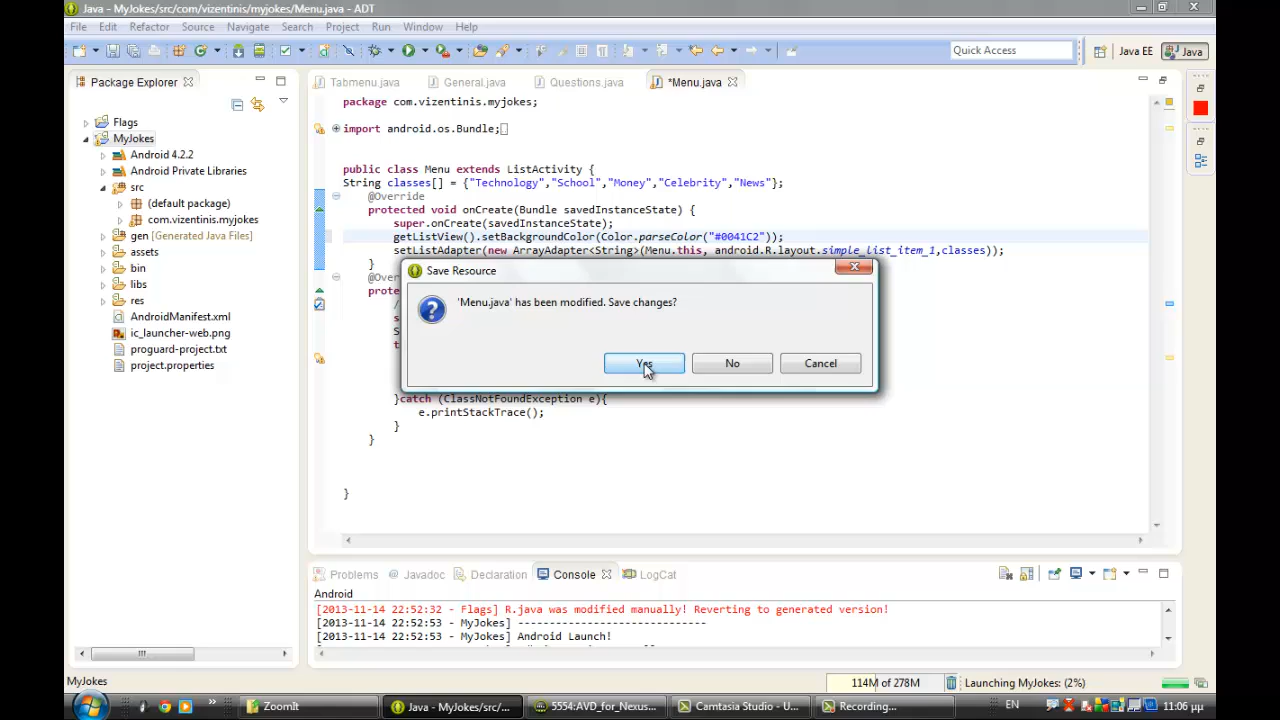 Java - MyJokes/src/com/vizentinis/myjokes/Menu.java - ADT
File Edit Refactor Source Navigate Search Project Run Window Help
Quick Access
Java EE
Java
Package Explorer
Tabmenu.java
General.java
Questions.java
*Menu.java
Flags
MyJokes
Android 4.2.2
Android Private Libraries
src
(default package)
com.vizentinis.myjokes
gen [Generated Java Files]
assets
bin
libs
res
AndroidManifest.xml
ic_launcher-web.png
proguard-project.txt
project.properties
package com.vizentinis.myjokes;
import android.os.Bundle;
public class Menu extends ListActivity {
String classes[] = {"Technology","School","Money","Celebrity","News"};
@Override
protected void onCreate(Bundle savedInstanceState) {
super.onCreate(savedInstanceState);
getListView().setBackgroundColor(Color.parseColor("#0041C2"));
setListAdapter(new ArrayAdapter<String>(Menu.this, android.R.layout.simple_list_item_1,classes));
}
@Ove
prote
/
s
S
t
Save Resource
'Menu.java' has been modified. Save changes?
Yes
No
Cancel
}catch (ClassNotFoundException e){
e.printStackTrace();
}
}
}
Problems
@ Javadoc
Declaration
Console
LogCat
Android
[2013-11-14 22:52:32 - Flags] R.java was modified manually! Reverting to generated version!
[2013-11-14 22:52:53 - MyJokes] ------------------------------
[2013-11-14 22:52:53 - MyJokes] Android Launch!
MyJokes
114M of 278M
Launching MyJokes: (2%)
ZoomIt
Java - MyJokes/src/...
5554:AVD_for_Nexus...
Camtasia Studio - U...
Recording...
EN
11:06 μμ